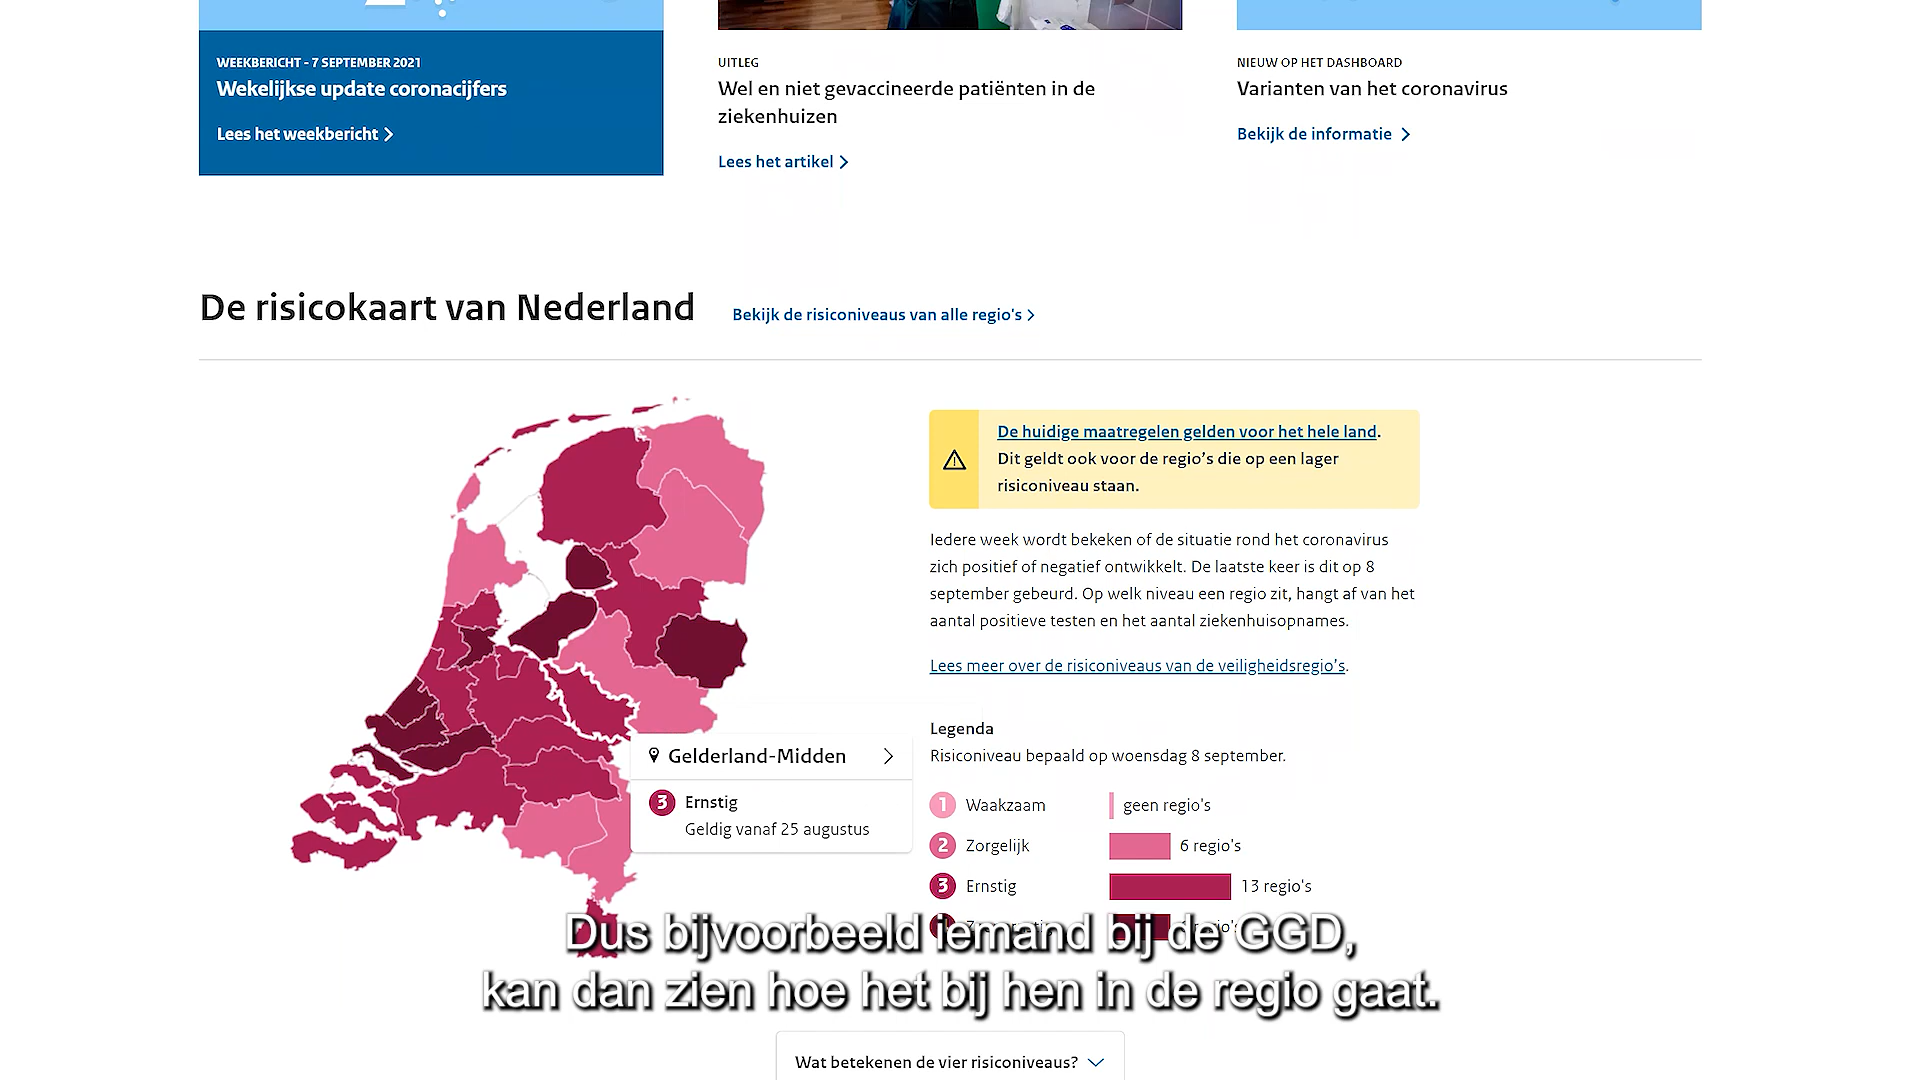 WEEKBERICHT - 7 SEPTEMBER 2021
Wekelijkse update coronacijfers
Lees het weekbericht
UITLEG
Wel en niet gevaccineerde patiënten in de
ziekenhuizen
Lees het artikel
NIEUW OP HET DASHBOARD
Varianten van het coronavirus
Bekijk de informatie
De risicokaart van Nederland
Bekijk de risiconiveaus van alle regio's
De huidige maatregelen gelden voor het hele land.
Dit geldt ook voor de regio’s die op een lager
risiconiveau staan.
Iedere week wordt bekeken of de situatie rond het coronavirus
zich positief of negatief ontwikkelt. De laatste keer is dit op 8
september gebeurd. Op welk niveau een regio zit, hangt af van het
aantal positieve testen en het aantal ziekenhuisopnames.
Lees meer over de risiconiveaus van de veiligheidsregio’s.
Gelderland-Midden
3 Ernstig
Geldig vanaf 25 augustus
Legenda
Risiconiveau bepaald op woensdag 8 september.
1 Waakzaam geen regio's
2 Zorgelijk 6 regio's
3 Ernstig 13 regio's
Dus bijvoorbeeld iemand bij de GGD,
kan dan zien hoe het bij hen in de regio gaat.
Wat betekenen de vier risiconiveaus?